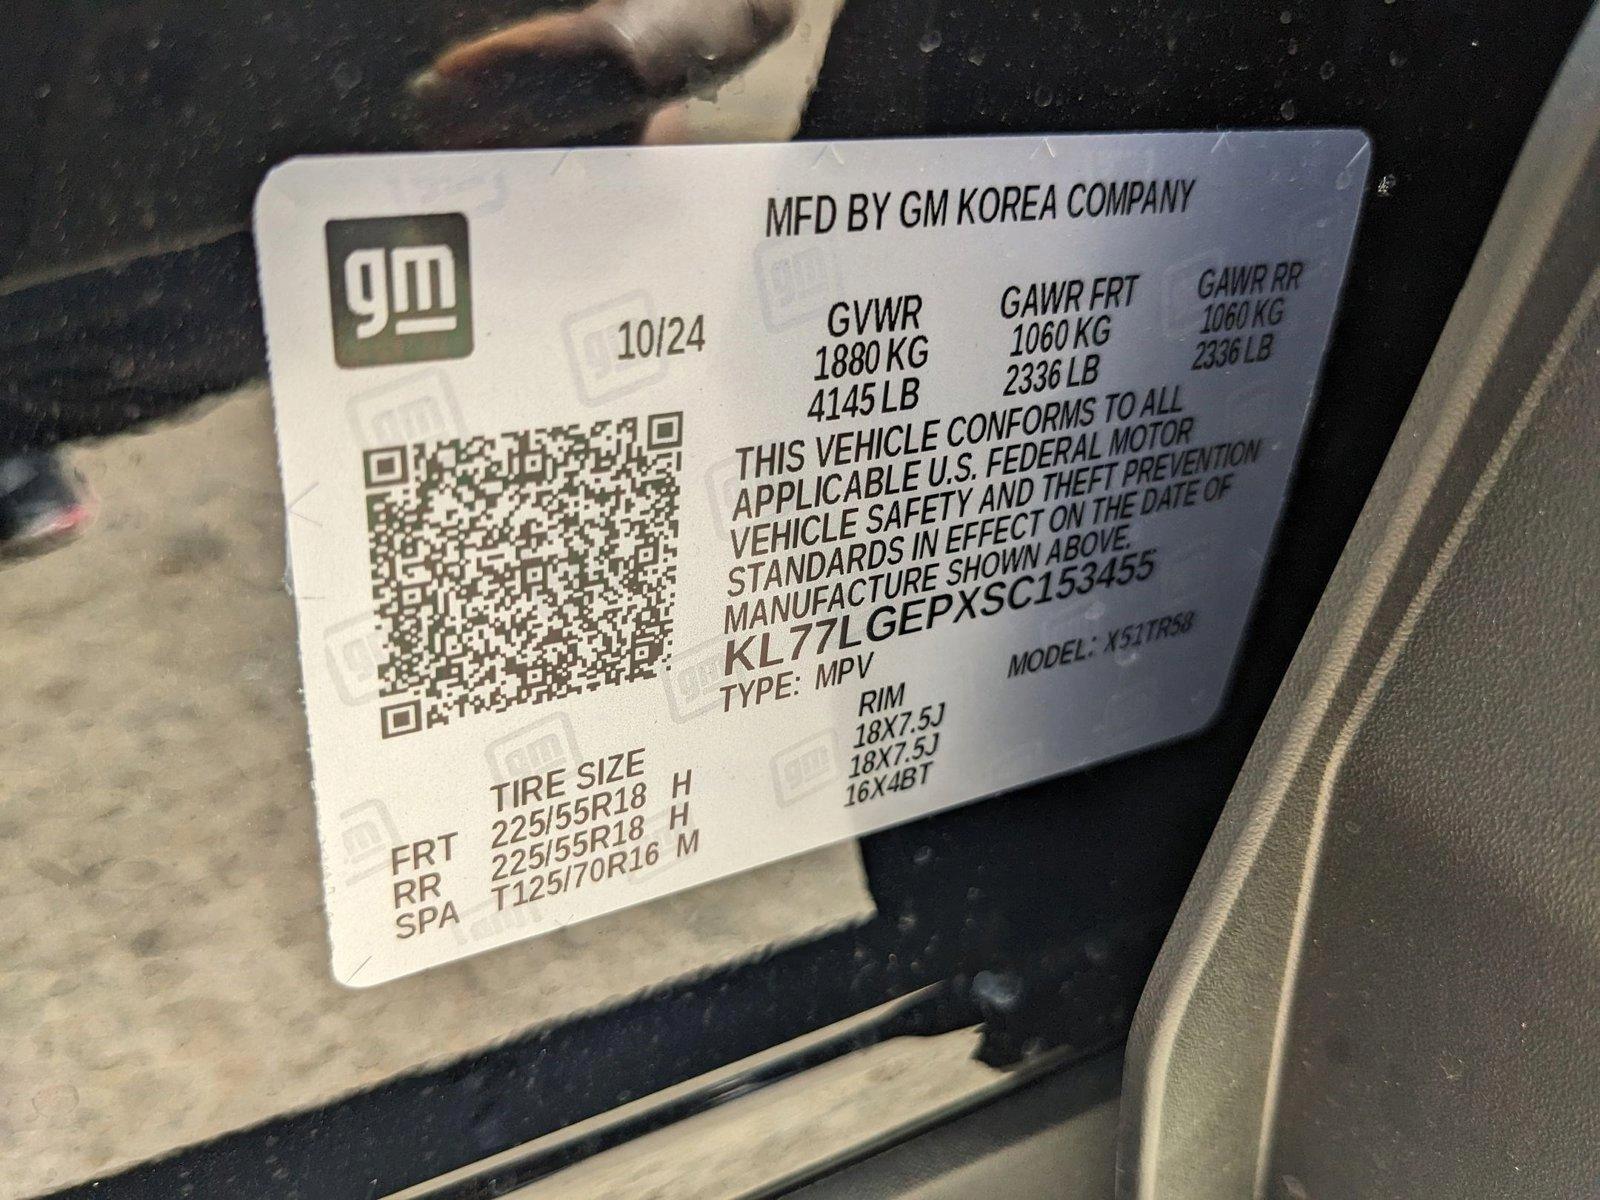 gm
MFD BY GM KOREA COMPANY
10/24
GVWR GAWR FRT GAWR RR
1880 KG 1060 KG 1060 KG
4145 LB 2336 LB 2336 LB
THIS VEHICLE CONFORMS TO ALL
APPLICABLE U.S. FEDERAL MOTOR
VEHICLE SAFETY AND THEFT PREVENTION
STANDARDS IN EFFECT ON THE DATE OF
MANUFACTURE SHOWN ABOVE.
KL77LGEPXSC153455
TYPE: MPV MODEL: X51TR58
TIRE SIZE RIM
FRT 225/55R18 H 18X7.5J
RR 225/55R18 H 18X7.5J
SPA T125/70R16 M 16X4BT